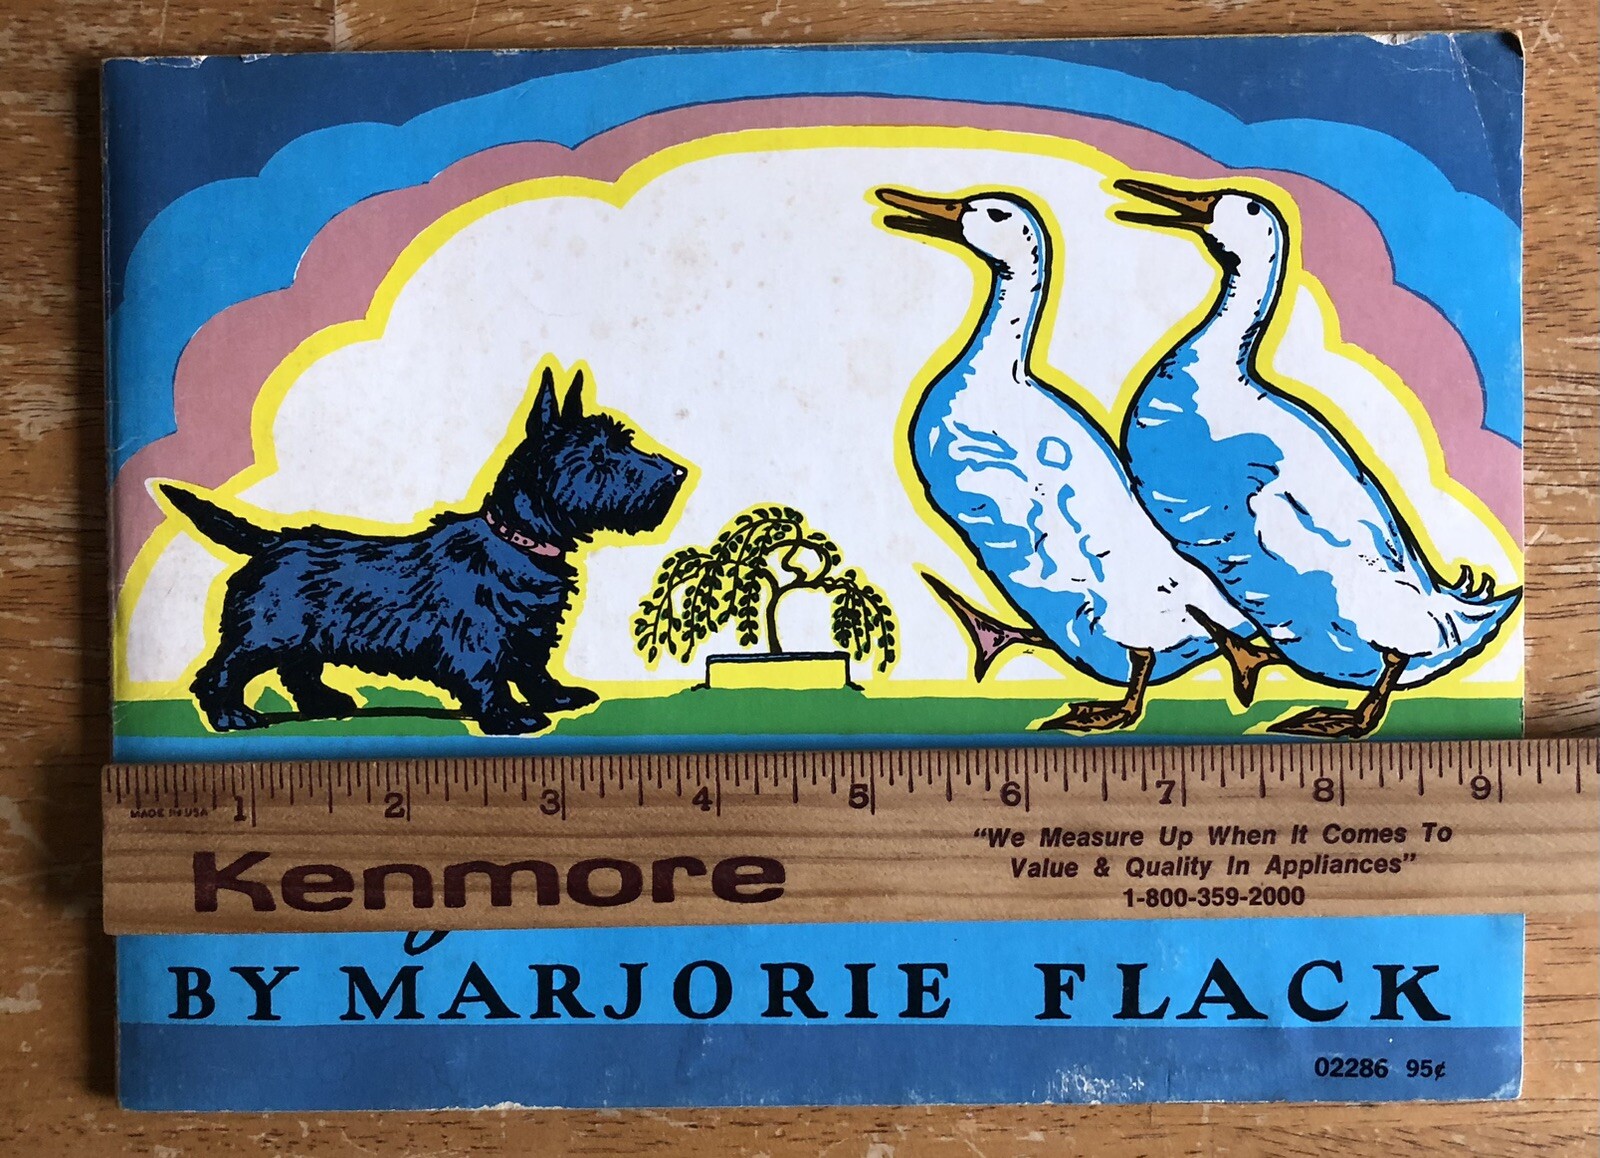 1 2 3 4 5 6 7 8 9
MADE IN USA
Kenmore
“We Measure Up When It Comes To
Value & Quality In Appliances”
1-800-359-2000
BY MARJORIE FLACK
02286 95¢